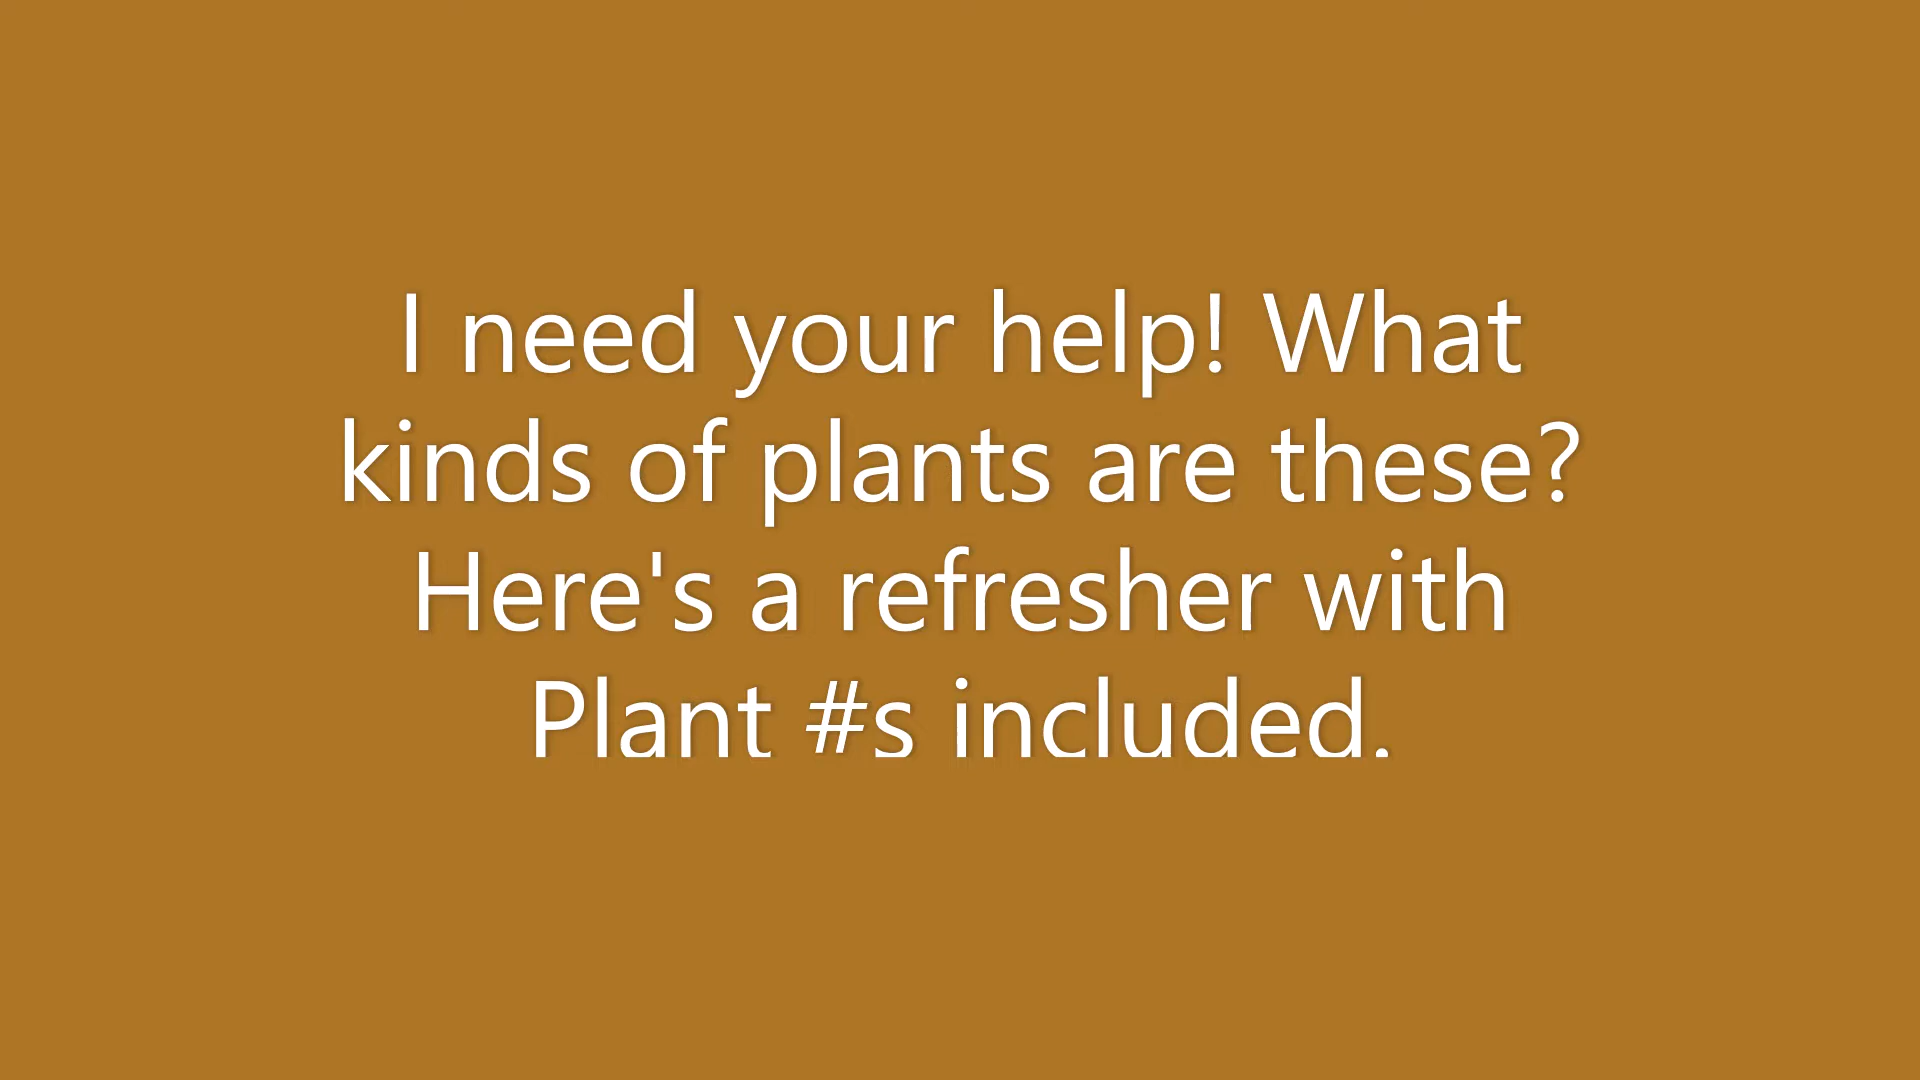 I need your help! What
kinds of plants are these?
Here's a refresher with
Plant #s included.